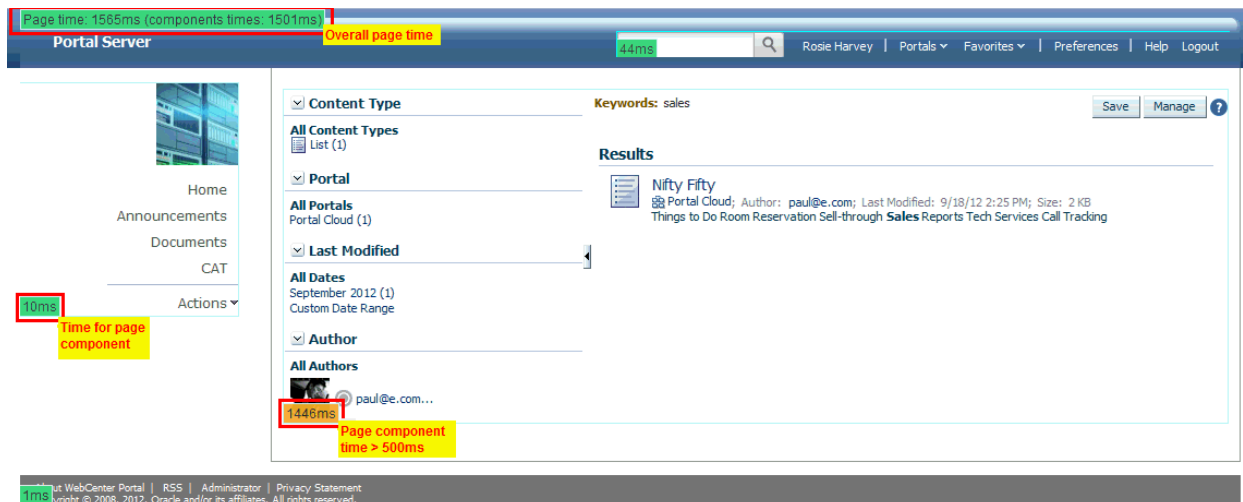 Page time: 1565ms (components times: 1501ms)
Overall page time
Portal Server
44ms
Rosie Harvey | Portals | Favorites | Preferences | Help Logout
Content Type
Keywords: sales
Save Manage ?
All Content Types
List (1)
Results
Portal
Nifty Fifty
Portal Cloud; Author: paul@e.com; Last Modified: 9/18/12 2:25 PM; Size: 2 KB
Things to Do Room Reservation Sell-through Sales Reports Tech Services Call Tracking
All Portals
Portal Cloud (1)
Last Modified
All Dates
September 2012 (1)
Custom Date Range
Author
All Authors
paul@e.com...
1446ms
Page component
time > 500ms
Home
Announcements
Documents
CAT
Actions
10ms
Time for page
component
WebCenter Portal | RSS | Administrator | Privacy Statement
1ms
© 2008, 2012, Oracle and/or its affiliates. All rights reserved.